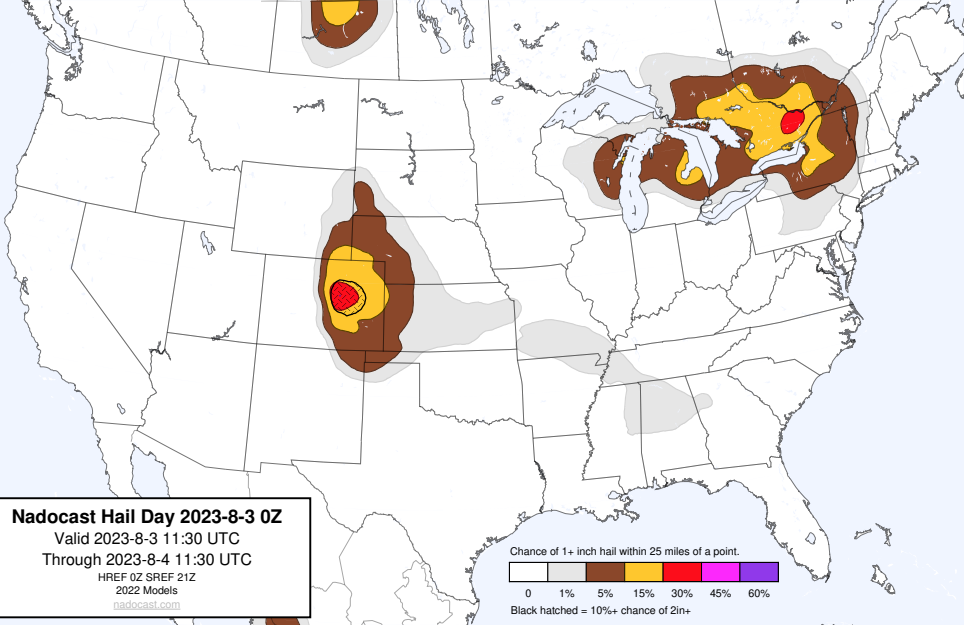 Nadocast Hail Day 2023-8-3 0Z
Valid 2023-8-3 11:30 UTC
Through 2023-8-4 11:30 UTC
HREF 0Z SREF 21Z
2022 Models
nadocast.com
Chance of 1+ inch hail within 25 miles of a point.
0 1% 5% 15% 30% 45% 60%
Black hatched = 10%+ chance of 2in+